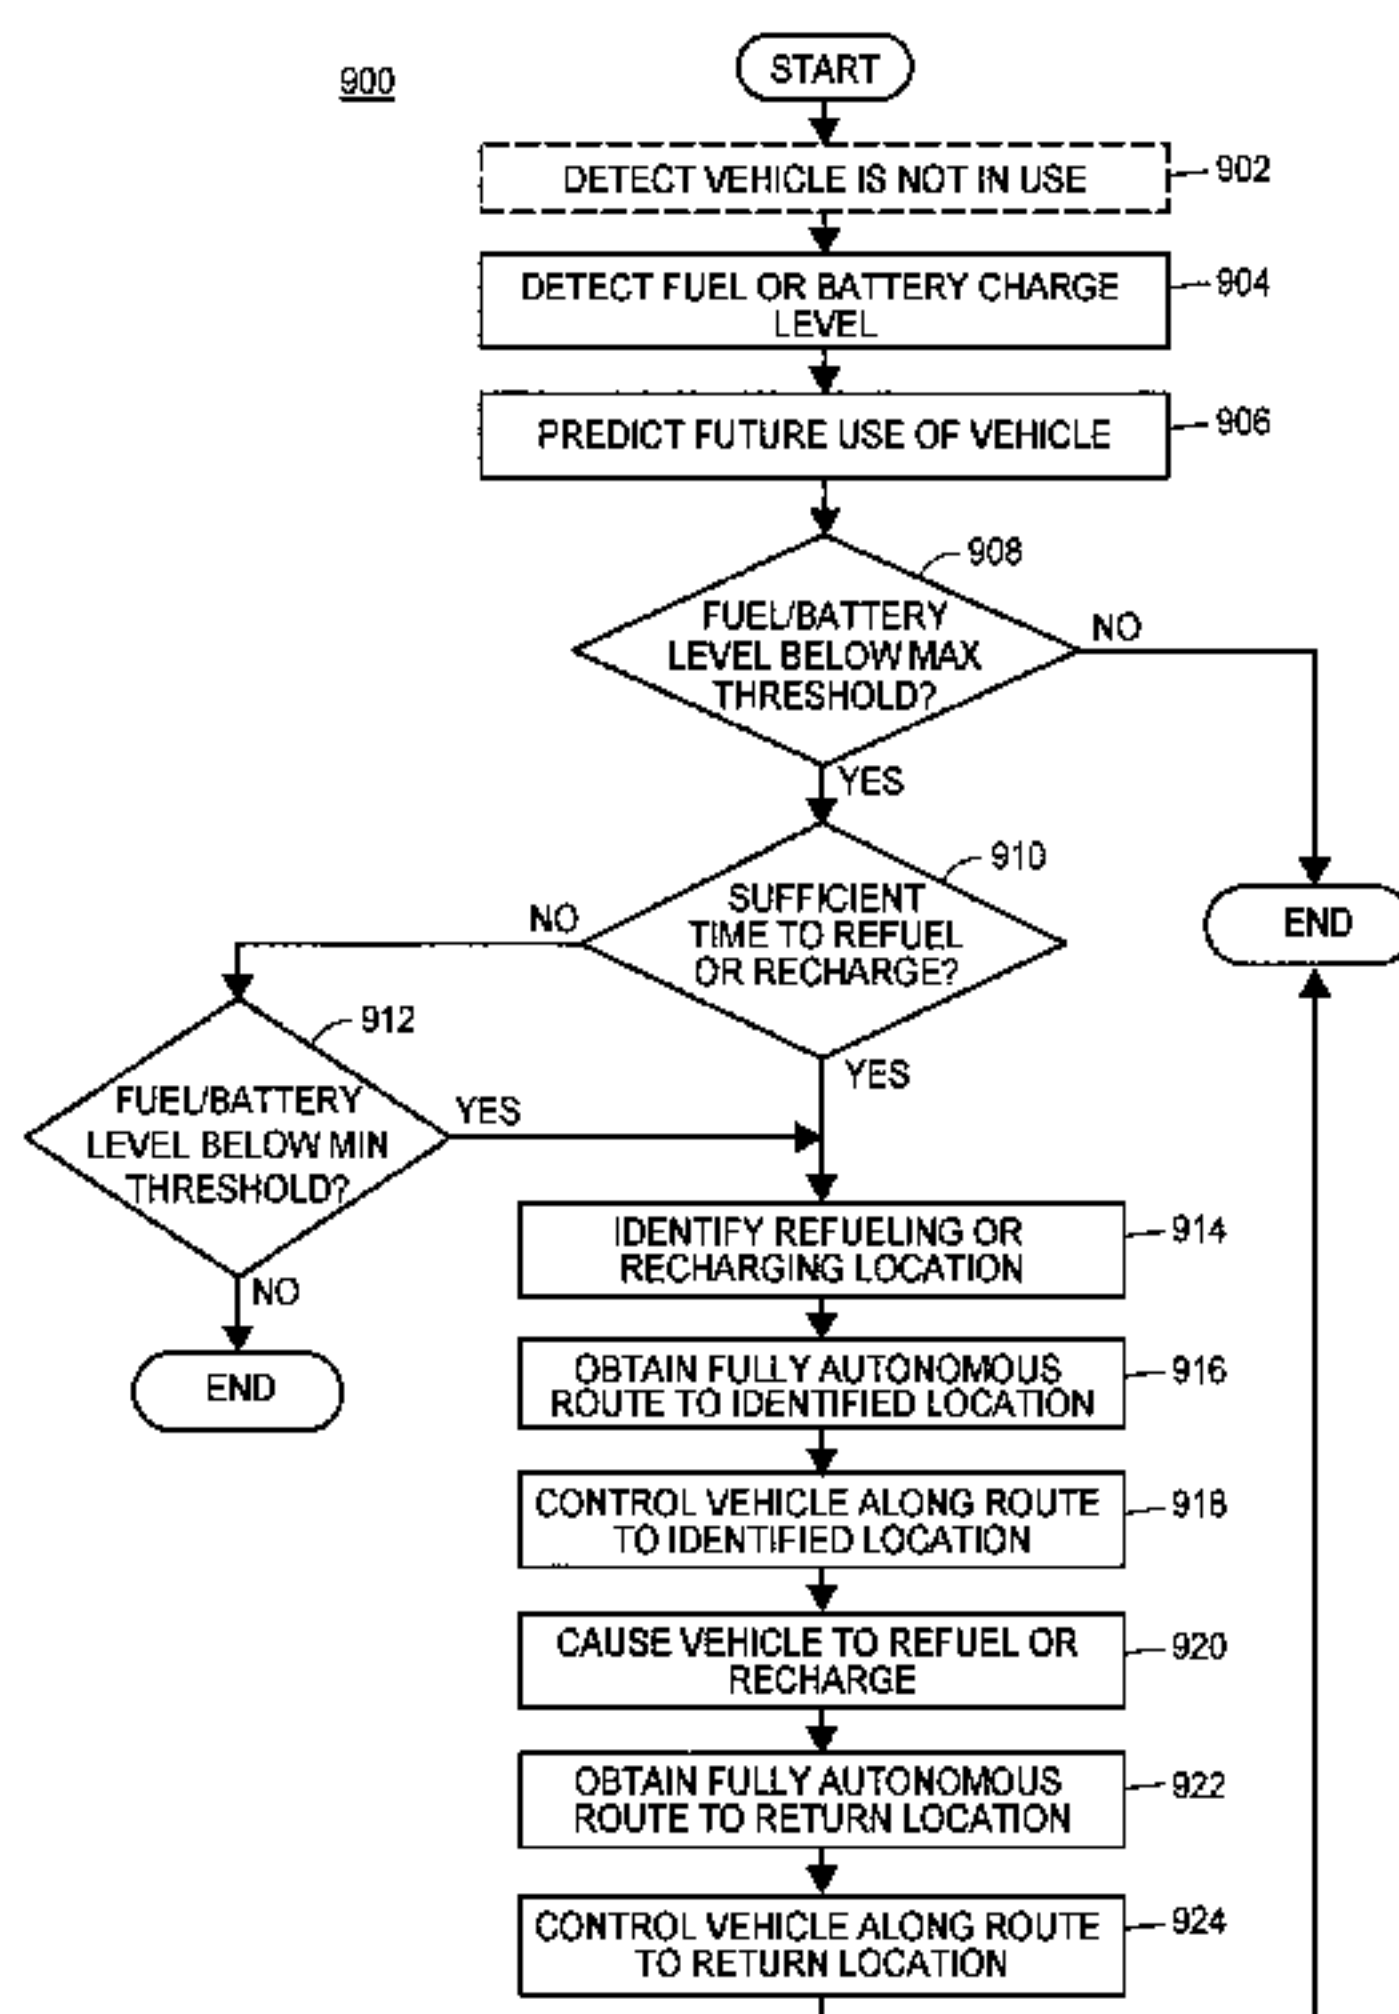 900
START
DETECT VEHICLE IS NOT IN USE
902
DETECT FUEL OR BATTERY CHARGE
LEVEL
904
PREDICT FUTURE USE OF VEHICLE
906
908
FUEL/BATTERY
LEVEL BELOW MAX
THRESHOLD?
NO
YES
910
SUFFICIENT
TIME TO REFUEL
OR RECHARGE?
END
NO
YES
912
FUEL/BATTERY
LEVEL BELOW MIN
THRESHOLD?
YES
NO
END
IDENTIFY REFUELING OR
RECHARGING LOCATION
914
OBTAIN FULLY AUTONOMOUS
ROUTE TO IDENTIFIED LOCATION
916
CONTROL VEHICLE ALONG ROUTE
TO IDENTIFIED LOCATION
918
CAUSE VEHICLE TO REFUEL OR
RECHARGE
920
OBTAIN FULLY AUTONOMOUS
ROUTE TO RETURN LOCATION
922
CONTROL VEHICLE ALONG ROUTE
TO RETURN LOCATION
924